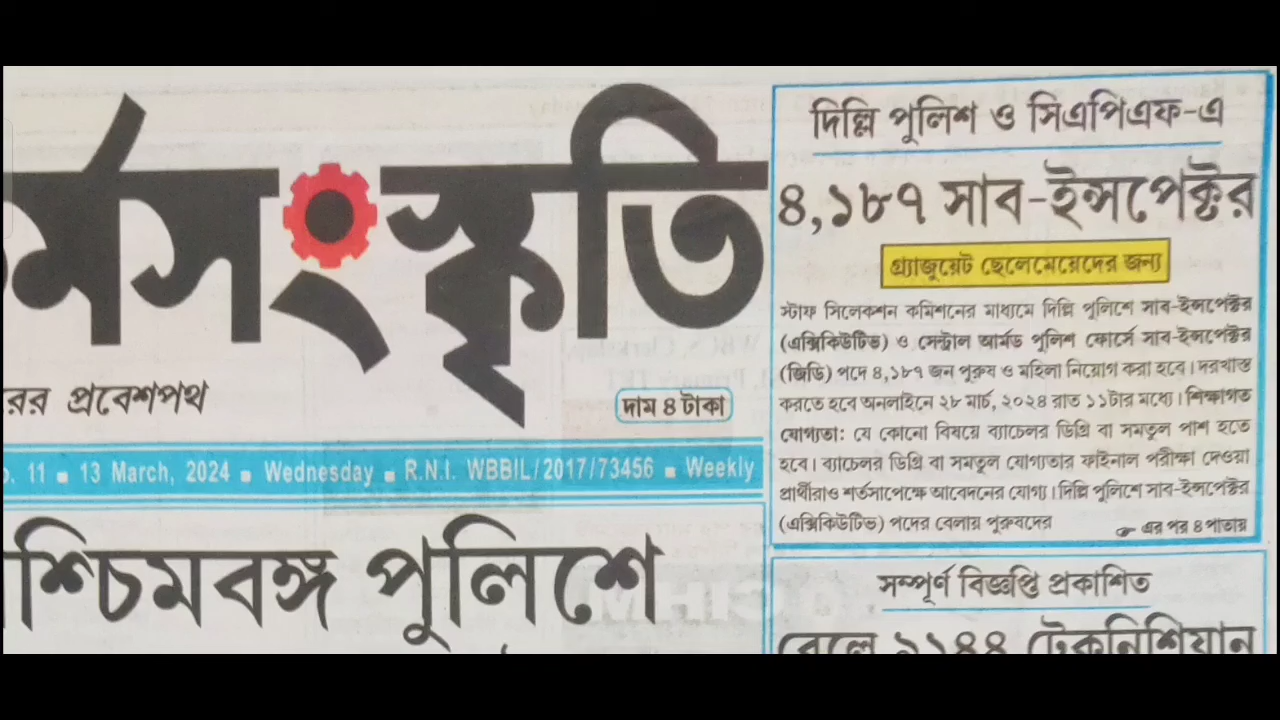 র্মসংস্কৃতি
রর প্রবেশপথ
দাম ৪ টাকা
. 11 ■ 13 March, 2024 ■ Wednesday ■ R.N.I. WBBIL/2017/73456 ■ Weekly
শ্চিমবঙ্গ পুলিশে
দিল্লি পুলিশ ও সিএপিএফ-এ
৪,১৮৭ সাব-ইন্সপেক্টর
গ্র্যাজুয়েট ছেলেমেয়েদের জন্য
স্টাফ সিলেকশন কমিশনের মাধ্যমে দিল্লি পুলিশে সাব-ইন্সপেক্টর
(এক্সিকিউটিভ) ও সেন্ট্রাল আর্মড পুলিশ ফোর্সে সাব-ইন্সপেক্টর
(জিডি) পদে ৪,১৮৭ জন পুরুষ ও মহিলা নিয়োগ করা হবে। দরখাস্ত
করতে হবে অনলাইনে ২৮ মার্চ, ২০২৪ রাত ১১টার মধ্যে। শিক্ষাগত
যোগ্যতা: যে কোনো বিষয়ে ব্যাচেলর ডিগ্রি বা সমতুল পাশ হতে
হবে। ব্যাচেলর ডিগ্রি বা সমতুল যোগ্যতার ফাইনাল পরীক্ষা দেওয়া
প্রার্থীরাও শর্তসাপেক্ষে আবেদনের যোগ্য। দিল্লি পুলিশে সাব-ইন্সপেক্টর
(এক্সিকিউটিভ) পদের বেলায় পুরুষদের ☞ এর পর ৪ পাতায়
সম্পূর্ণ বিজ্ঞপ্তি প্রকাশিত
রেলে ৯১৪৪ টেকনিশিয়ান